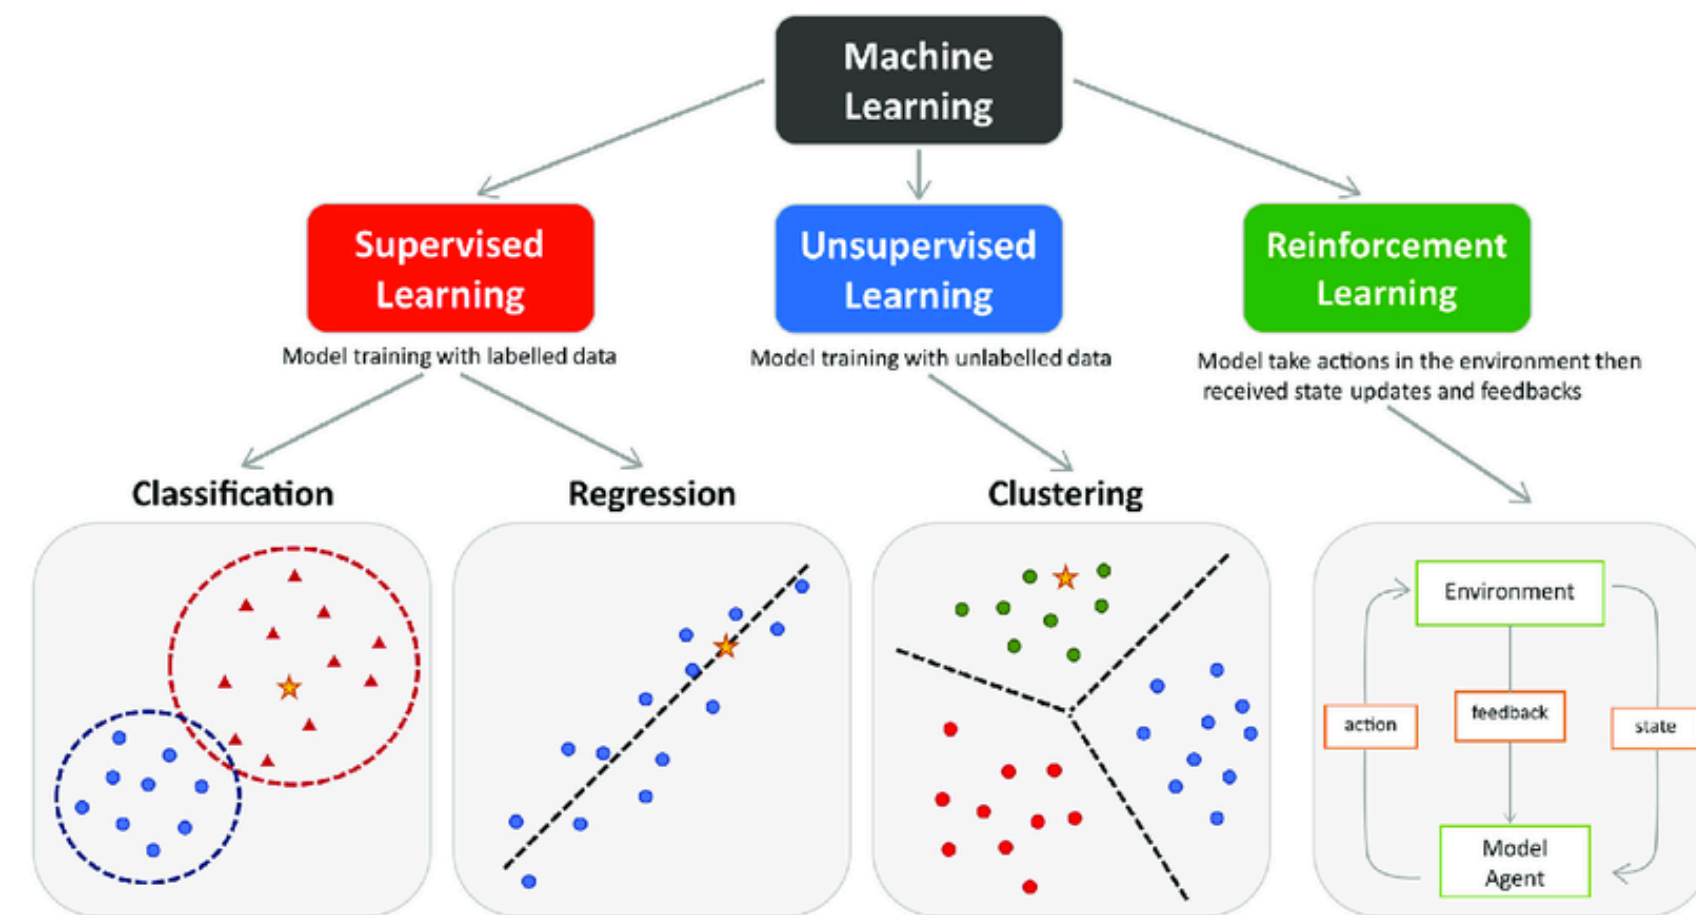 Machine
Learning
Supervised
Learning
Unsupervised
Learning
Reinforcement
Learning
Model training with labelled data
Model training with unlabelled data
Model take actions in the environment then
received state updates and feedbacks
Classification
Regression
Clustering
Environment
action
feedback
state
Model
Agent